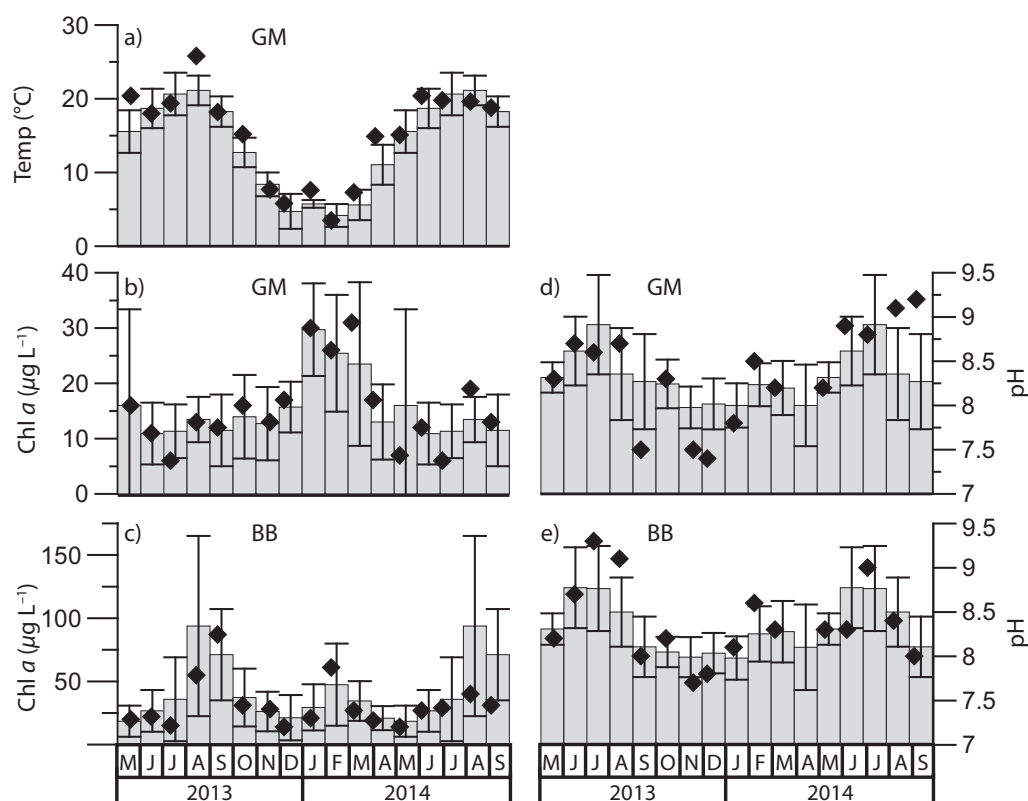 a) GM
30
20
10
0
Temp (°C)
b) GM
40
30
20
10
0
Chl a (µg L⁻¹)
d) GM
9.5
9
8.5
8
7.5
7
pH
c) BB
150
100
50
Chl a (µg L⁻¹)
e) BB
9.5
9
8.5
8
7.5
7
pH
M J J A S O N D J F M A M J J A S
2013 2014
M J J A S O N D J F M A M J J A S
2013 2014